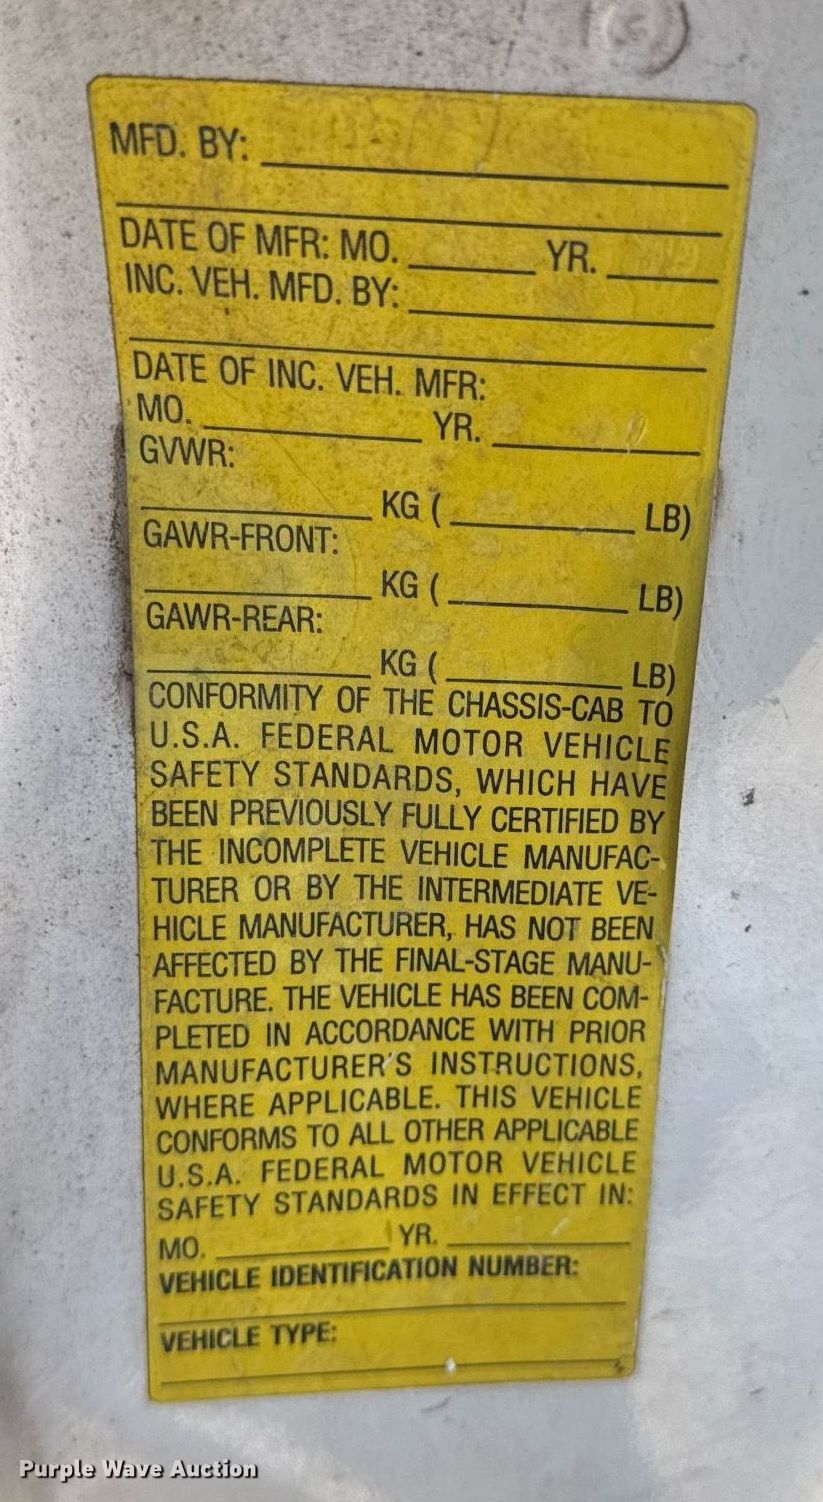 MFD. BY:
DATE OF MFR: MO. YR.
INC. VEH. MFD. BY:
DATE OF INC. VEH. MFR:
MO. YR.
GVWR:
KG ( LB)
GAWR-FRONT:
KG ( LB)
GAWR-REAR:
KG ( LB)
CONFORMITY OF THE CHASSIS-CAB TO
U.S.A. FEDERAL MOTOR VEHICLE
SAFETY STANDARDS, WHICH HAVE
BEEN PREVIOUSLY FULLY CERTIFIED BY
THE INCOMPLETE VEHICLE MANUFAC-
TURER OR BY THE INTERMEDIATE VE-
HICLE MANUFACTURER, HAS NOT BEEN
AFFECTED BY THE FINAL-STAGE MANU-
FACTURE. THE VEHICLE HAS BEEN COM-
PLETED IN ACCORDANCE WITH PRIOR
MANUFACTURER'S INSTRUCTIONS,
WHERE APPLICABLE. THIS VEHICLE
CONFORMS TO ALL OTHER APPLICABLE
U.S.A. FEDERAL MOTOR VEHICLE
SAFETY STANDARDS IN EFFECT IN:
MO. YR.
VEHICLE IDENTIFICATION NUMBER:
VEHICLE TYPE:
Purple Wave Auction